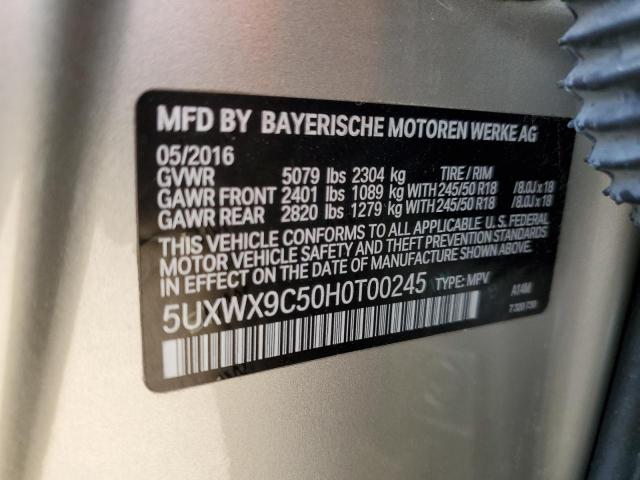 MFD BY BAYERISCHE MOTOREN WERKE AG
05/2016
GVWR 5079 lbs 2304 kg TIRE / RIM
GAWR FRONT 2401 lbs 1089 kg WITH 245/50 R18 /8.0J x 18
GAWR REAR 2820 lbs 1279 kg WITH 245/50 R18 /8.0J x 18
THIS VEHICLE CONFORMS TO ALL APPLICABLE U. S. FEDERAL
MOTOR VEHICLE SAFETY AND THEFT PREVENTION STANDARDS
IN EFFECT ON THE DATE OF MANUFACTURE SHOWN ABOVE.
5UXWX9C50H0T00245 TYPE: MPV A14M